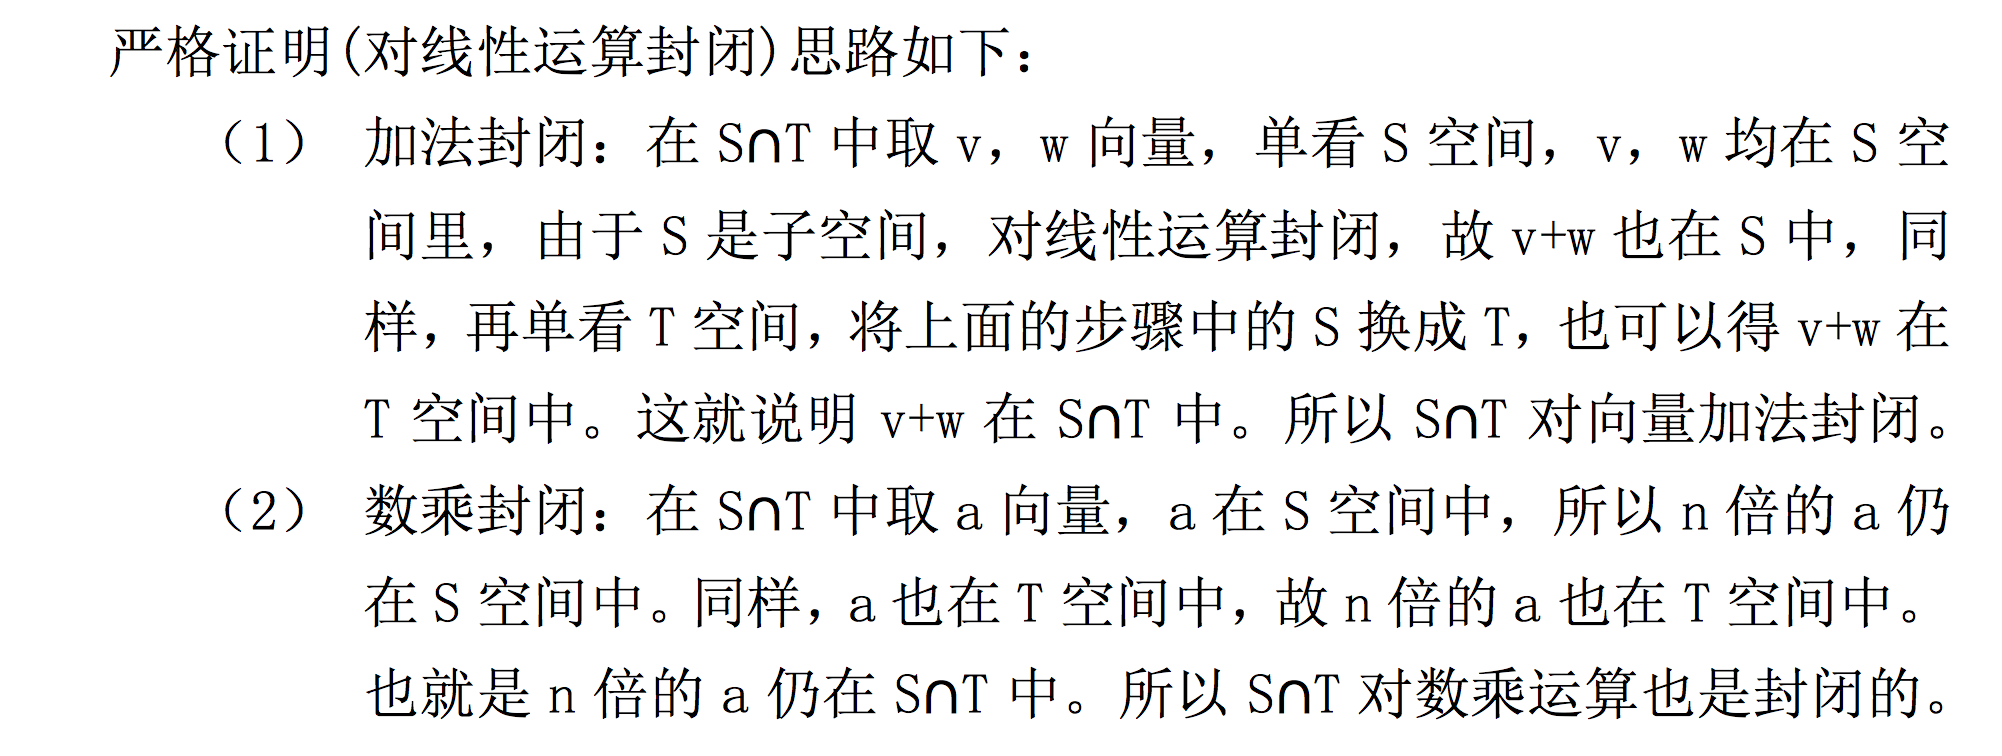 严格证明(对线性运算封闭)思路如下：
（1） 加法封闭：在 S∩T 中取 v，w 向量，单看 S 空间，v，w 均在 S 空
间里，由于 S 是子空间，对线性运算封闭，故 v+w 也在 S 中，同
样，再单看 T 空间，将上面的步骤中的 S 换成 T，也可以得 v+w 在
T 空间中。这就说明 v+w 在 S∩T 中。所以 S∩T 对向量加法封闭。
（2） 数乘封闭：在 S∩T 中取 a 向量，a 在 S 空间中，所以 n 倍的 a 仍
在 S 空间中。同样，a 也在 T 空间中，故 n 倍的 a 也在 T 空间中。
也就是 n 倍的 a 仍在 S∩T 中。所以 S∩T 对数乘运算也是封闭的。